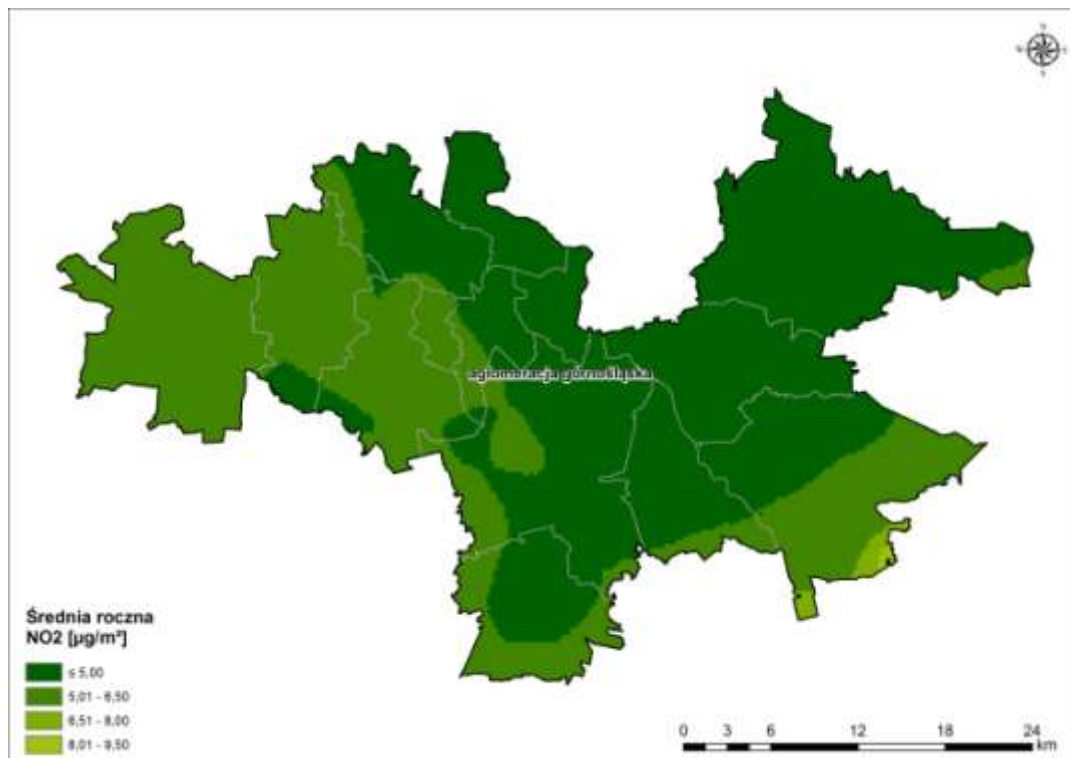 aglomeracja górnośląska
Średnia roczna
NO2 [µg/m³]
≤ 5,00
5,01 - 6,50
6,51 - 8,00
8,01 - 9,50
0 3 6 12 18 24
km